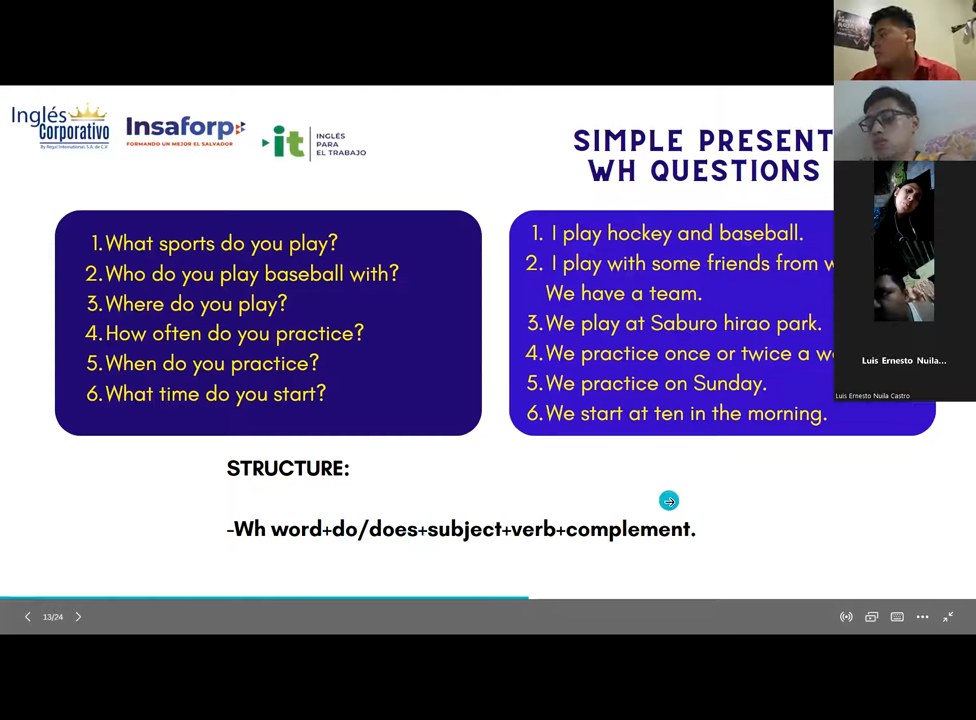 Inglés
Corporativo
By Regal International, S.A. de C.V.
Insaforp
FORMANDO UN MEJOR EL SALVADOR
it
INGLÉS
PARA
EL TRABAJO
SIMPLE PRESENT
WH QUESTIONS
1. What sports do you play?
2. Who do you play baseball with?
3. Where do you play?
4. How often do you practice?
5. When do you practice?
6. What time do you start?
1. I play hockey and baseball.
2. I play with some friends from
We have a team.
3. We play at Saburo hirao park.
4. We practice once or twice a
5. We practice on Sunday.
6. We start at ten in the morning.
STRUCTURE:
-Wh word+do/does+subject+verb+complement.
Luis Ernesto Nuila...
Luis Ernesto Nuila Castro
13/24